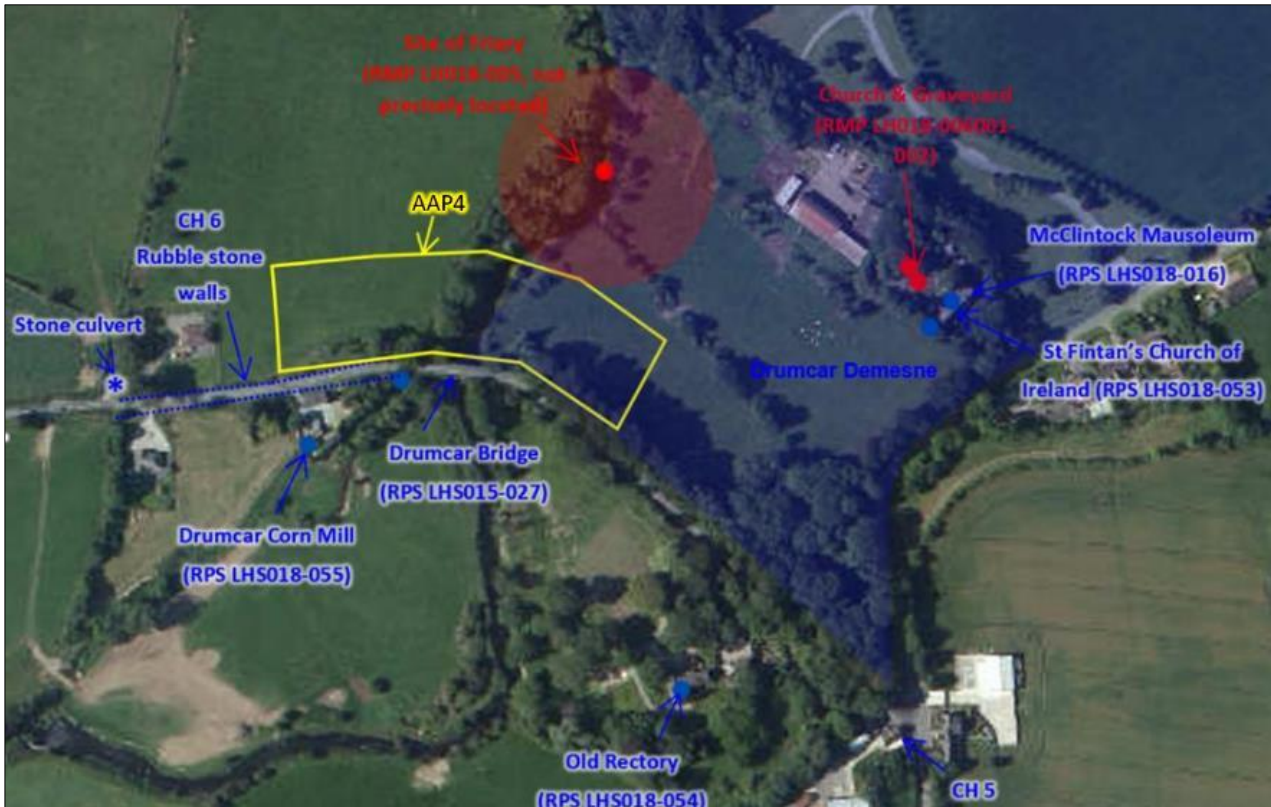 Site of Friary
(RMP LH018-005, not
precisely located)
Church & Graveyard
(RMP LH018-006001-
002)
AAP4
CH 6
Rubble stone
walls
McClintock Mausoleum
(RPS LHS018-016)
Stone culvert
St Fintan's Church of
Ireland (RPS LHS018-053)
Drumcar Demesne
Drumcar Bridge
(RPS LHS015-027)
Drumcar Corn Mill
(RPS LHS018-055)
Old Rectory
(RPS LHS018-054)
CH 5